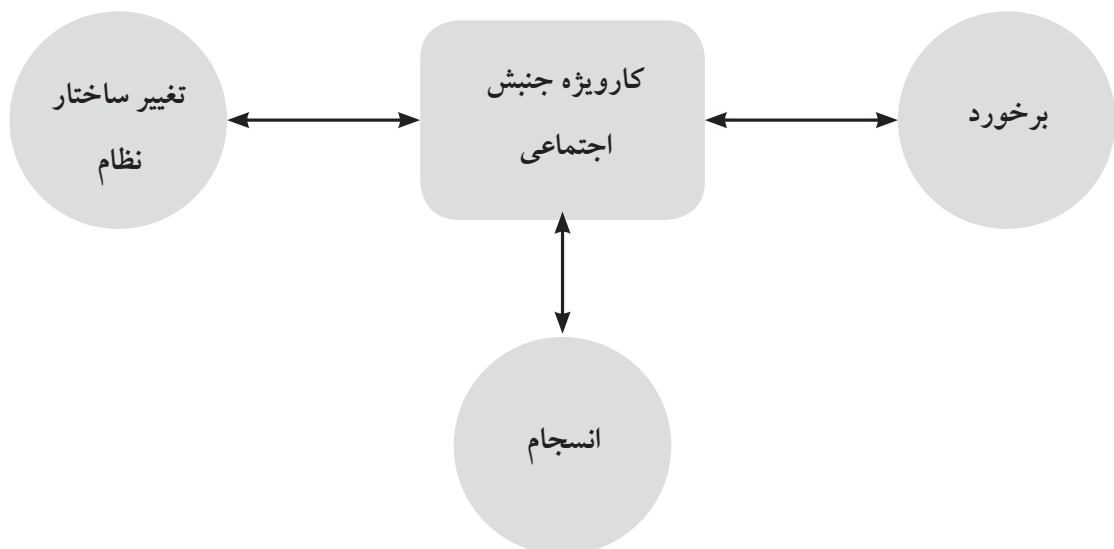 برخورد
کارویژه جنبش
اجتماعی
تغییر ساختار
نظام
انسجام